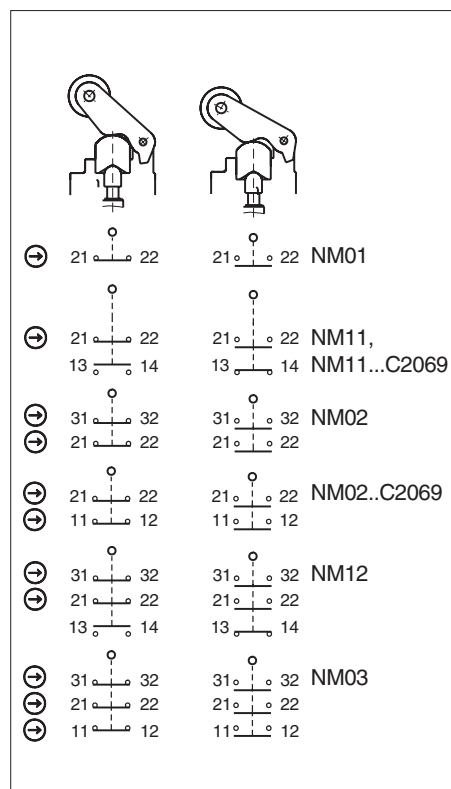 21 22 21 22 NM01
21 22 21 22 NM11,
13 14 13 14 NM11...C2069
31 32 31 32 NM02
21 22 21 22
21 22 21 22 NM02..C2069
11 12 11 12
31 32 31 32 NM12
21 22 21 22
13 14 13 14
31 32 31 32 NM03
21 22 21 22
11 12 11 12